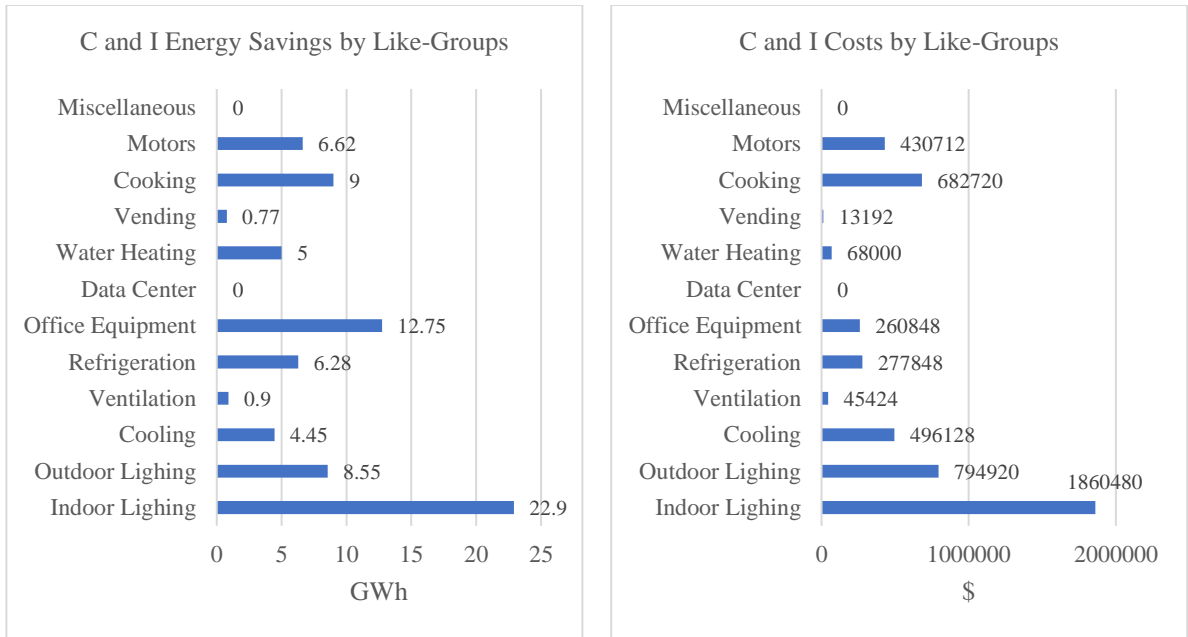 C and I Energy Savings by Like-Groups
Miscellaneous 0
Motors 6.62
Cooking 9
Vending 0.77
Water Heating 5
Data Center 0
Office Equipment 12.75
Refrigeration 6.28
Ventilation 0.9
Cooling 4.45
Outdoor Lighing 8.55
Indoor Lighing 22.9
0 5 10 15 20 25
GWh
C and I Costs by Like-Groups
Miscellaneous 0
Motors 430712
Cooking 682720
Vending 13192
Water Heating 68000
Data Center 0
Office Equipment 260848
Refrigeration 277848
Ventilation 45424
Cooling 496128
Outdoor Lighing 794920
Indoor Lighing 1860480
0 1000000 2000000
$